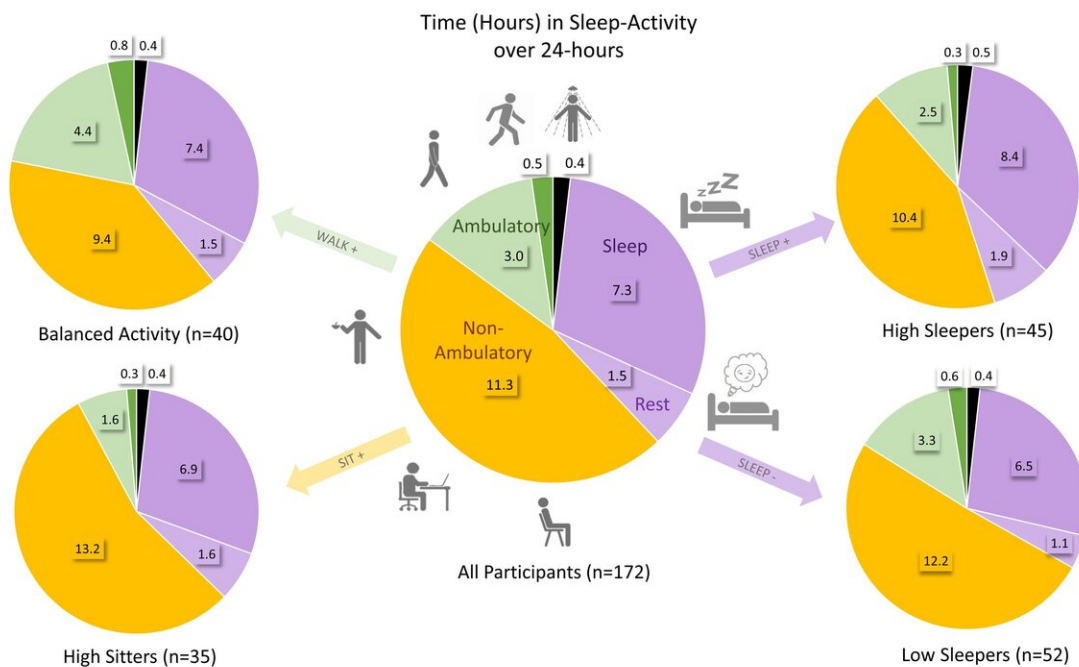 Time (Hours) in Sleep-Activity
over 24-hours
0.8
0.4
4.4
7.4
9.4
1.5
Balanced Activity (n=40)
0.3
0.5
2.5
8.4
10.4
1.9
High Sleepers (n=45)
WALK +
SLEEP +
zzZ
0.5
0.4
Ambulatory
3.0
Sleep
7.3
Non-
Ambulatory
11.3
1.5
Rest
All Participants (n=172)
SIT +
SLEEP -
0.3
0.4
1.6
6.9
13.2
1.6
High Sitters (n=35)
0.6
0.4
3.3
6.5
12.2
1.1
Low Sleepers (n=52)